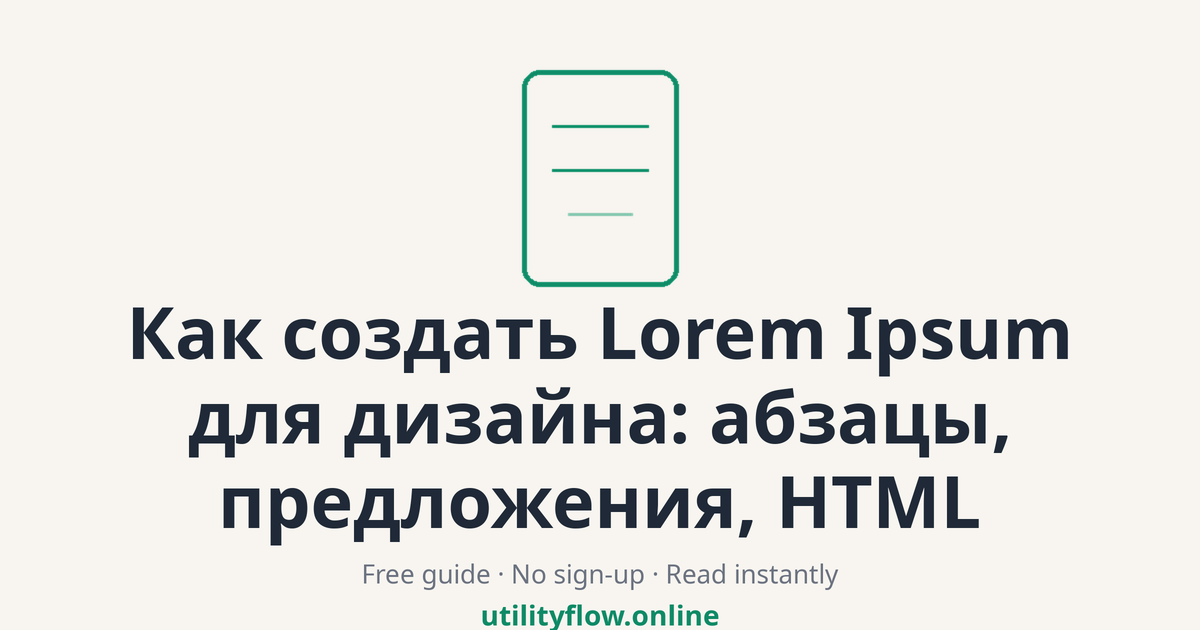 Как создать Lorem Ipsum
для дизайна: абзацы,
предложения, HTML
Free guide · No sign-up · Read instantly
utilityflow.online